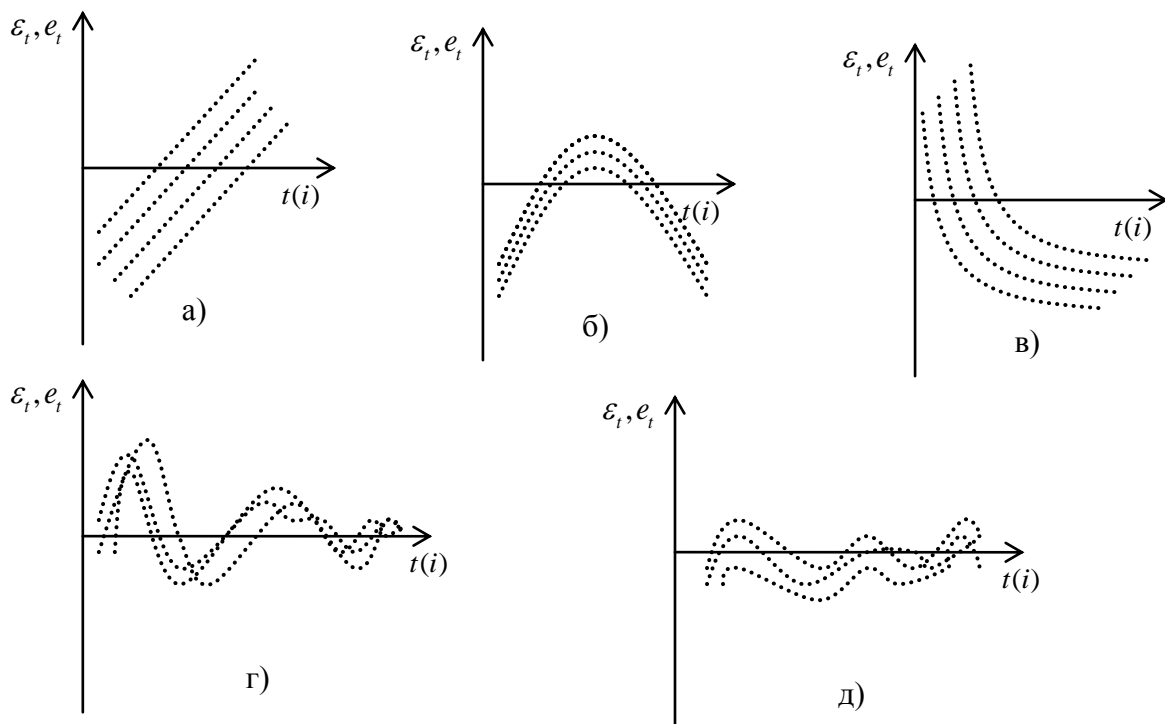 ε_t, e_t
t(i)
а)
ε_t, e_t
t(i)
б)
ε_t, e_t
t(i)
в)
ε_t, e_t
t(i)
г)
ε_t, e_t
t(i)
д)